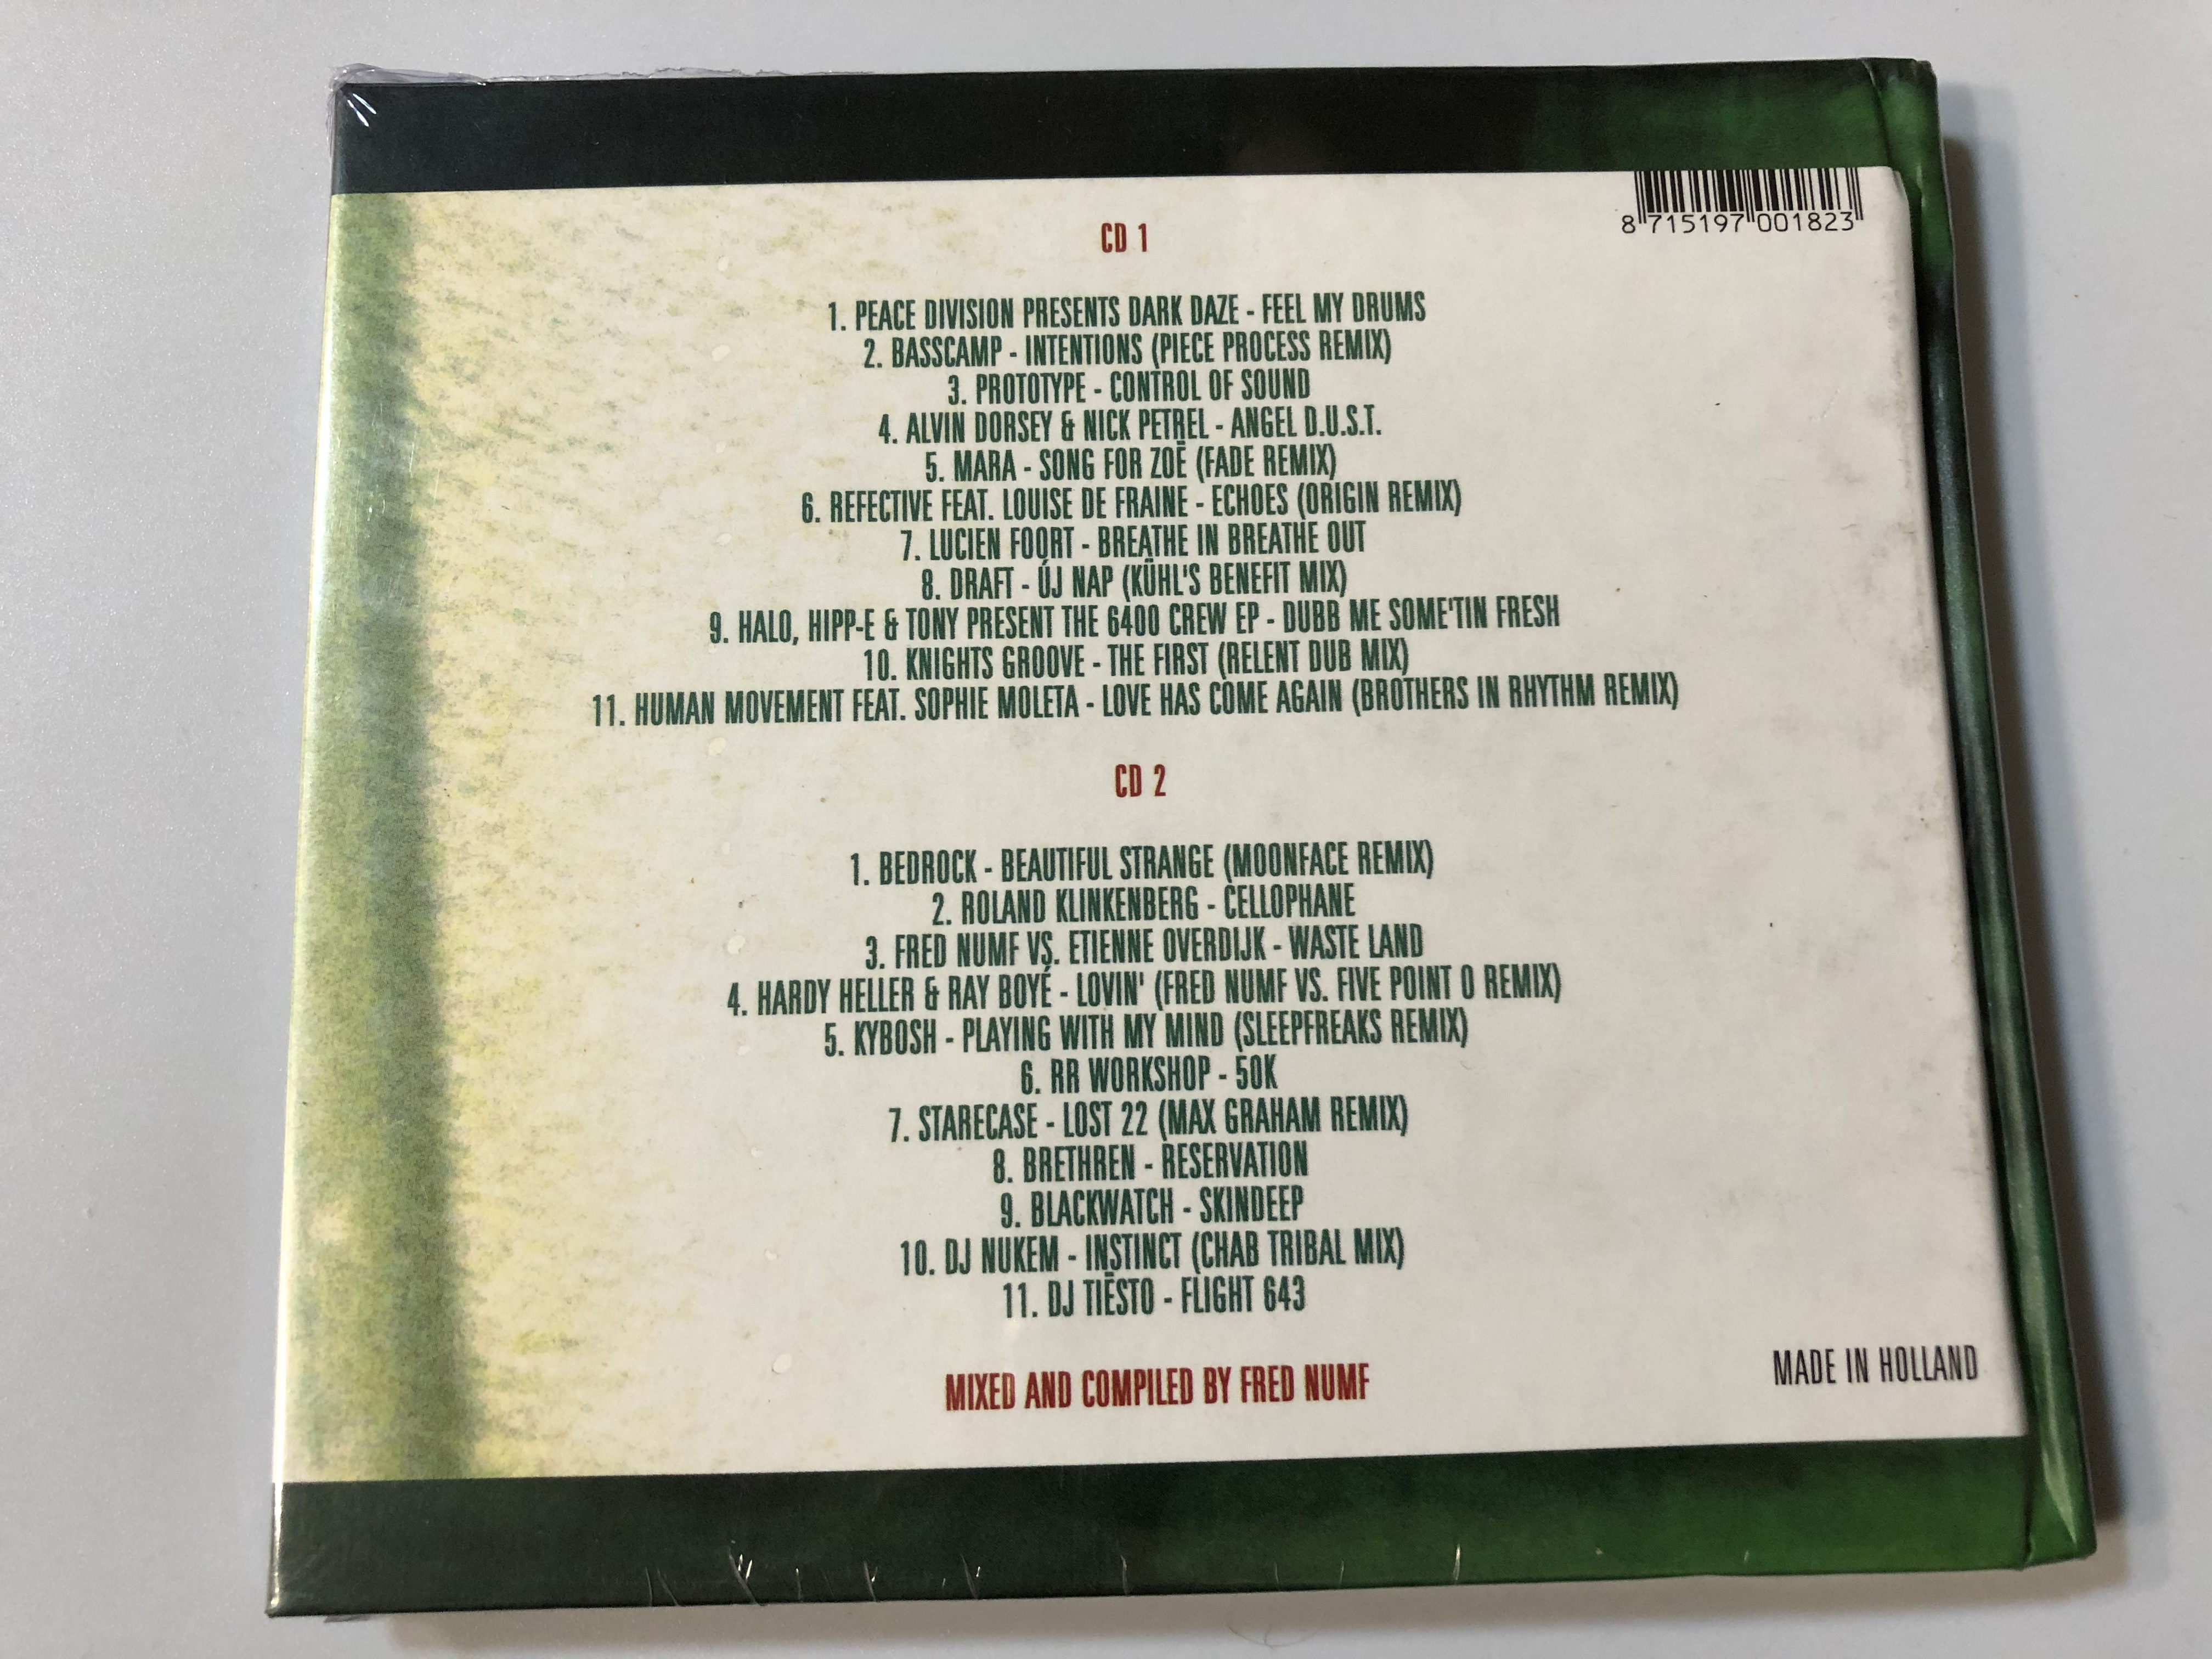 8 715197 001823
CD 1
1. PEACE DIVISION PRESENTS DARK DAZE - FEEL MY DRUMS
2. BASSCAMP - INTENTIONS (PIECE PROCESS REMIX)
3. PROTOTYPE - CONTROL OF SOUND
4. ALVIN DORSEY & NICK PETREL - ANGEL D.U.S.T.
5. MARA - SONG FOR ZOË (FADE REMIX)
6. REFECTIVE FEAT. LOUISE DE FRAINE - ECHOES (ORIGIN REMIX)
7. LUCIEN FOORT - BREATHE IN BREATHE OUT
8. DRAFT - ÚJ NAP (KÜHL'S BENEFIT MIX)
9. HALO, HIPP-E & TONY PRESENT THE 6400 CREW EP - DUBB ME SOME'TIN FRESH
10. KNIGHTS GROOVE - THE FIRST (RELENT DUB MIX)
11. HUMAN MOVEMENT FEAT. SOPHIE MOLETA - LOVE HAS COME AGAIN (BROTHERS IN RHYTHM REMIX)
CD 2
1. BEDROCK - BEAUTIFUL STRANGE (MOONFACE REMIX)
2. ROLAND KLINKENBERG - CELLOPHANE
3. FRED NUMF VS. ETIENNE OVERDIJK - WASTE LAND
4. HARDY HELLER & RAY BOYÉ - LOVIN' (FRED NUMF VS. FIVE POINT O REMIX)
5. KYBOSH - PLAYING WITH MY MIND (SLEEPFREAKS REMIX)
6. RR WORKSHOP - 50K
7. STARECASE - LOST 22 (MAX GRAHAM REMIX)
8. BRETHREN - RESERVATION
9. BLACKWATCH - SKINDEEP
10. DJ NUKEM - INSTINCT (CHAB TRIBAL MIX)
11. DJ TIËSTO - FLIGHT 643
MIXED AND COMPILED BY FRED NUMF
MADE IN HOLLAND